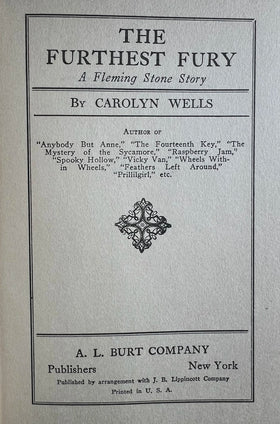 THE
FURTHEST FURY
A Fleming Stone Story
By CAROLYN WELLS
Author of
"Anybody But Anne," "The Fourteenth Key," "The
Mystery of the Sycamore," "Raspberry Jam,"
"Spooky Hollow," "Vicky Van," "Wheels With-
in Wheels," "Feathers Left Around,"
"Prillilgirl," etc.
A. L. BURT COMPANY
Publishers New York
Published by arrangement with J. B. Lippincott Company
Printed in U. S. A.